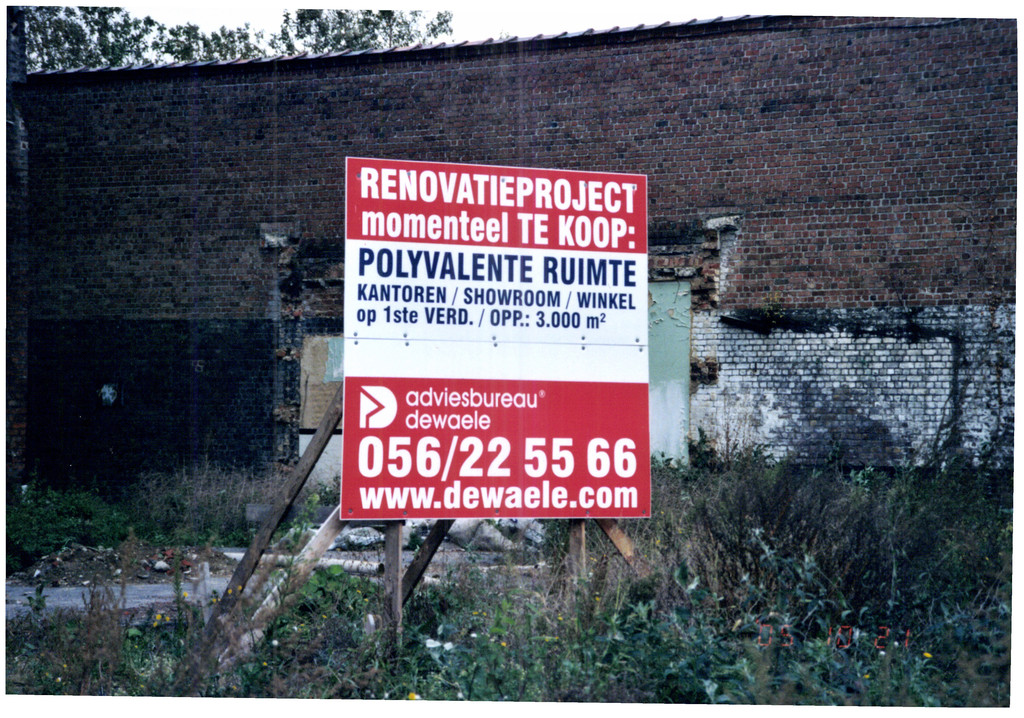 RENOVATIEPROJECT
momenteel TE KOOP:
POLYVALENTE RUIMTE
KANTOREN / SHOWROOM / WINKEL
op 1ste VERD. / OPP.: 3.000 m²
adviesbureau®
dewaele
056/22 55 66
www.dewaele.com
05 10 21